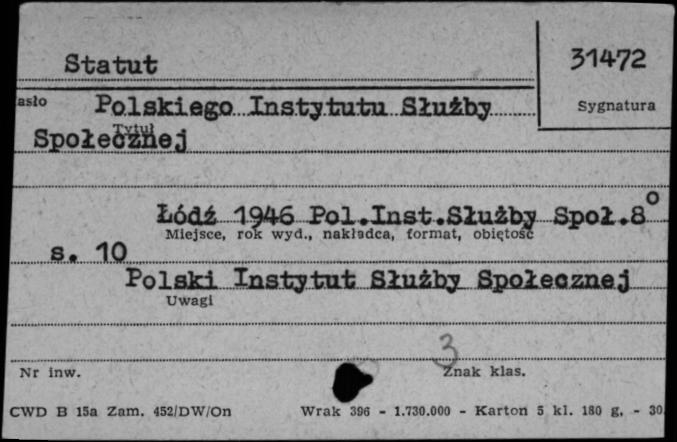 Statut
31472
asło Polskiego Instytutu Służby
Sygnatura
Tytuł
Społecznej
Łódź 1946 Pol.Inst.Służby Społ.8°
Miejsce, rok wyd., nakładca, format, objętość
s. 10
Polski Instytut Służby Społecznej
Uwagi
3
Nr inw. Znak klas.
CWD B 15a Zam. 452/DW/On Wrak 396 - 1.730.000 - Karton 5 kl. 180 g. - 30